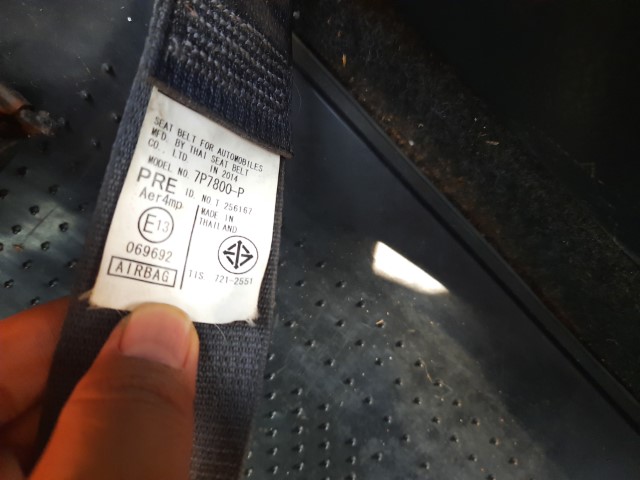 SEAT BELT FOR AUTOMOBILES
MFD. BY THAI SEAT BELT
CO., LTD IN 2014
MODEL NO. 7P7800-P
PRE ID. NO.T 256167
Aer4mp
MADE IN
THAILAND
E13
069692
AIRBAG
TIS. 721-2551